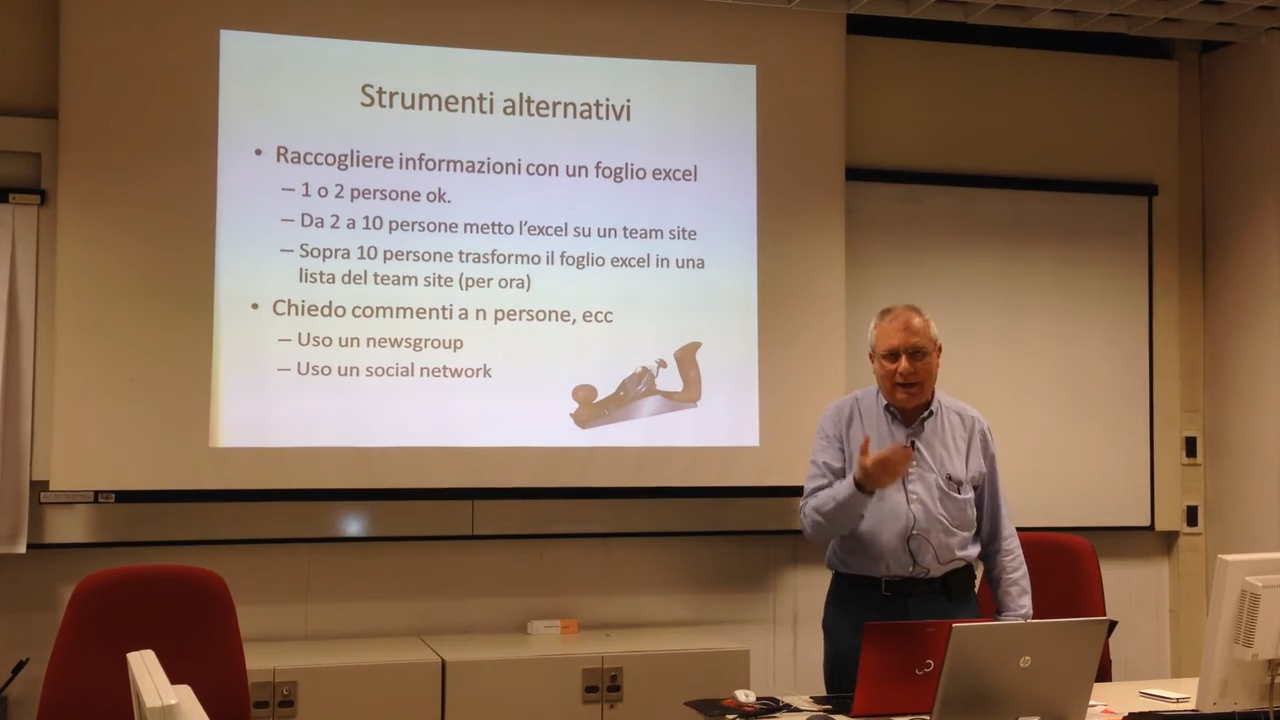 Strumenti alternativi
• Raccogliere informazioni con un foglio excel
– 1 o 2 persone ok.
– Da 2 a 10 persone metto l'excel su un team site
– Sopra 10 persone trasformo il foglio excel in una
lista del team site (per ora)
• Chiedo commenti a n persone, ecc
– Uso un newsgroup
– Uso un social network
hp